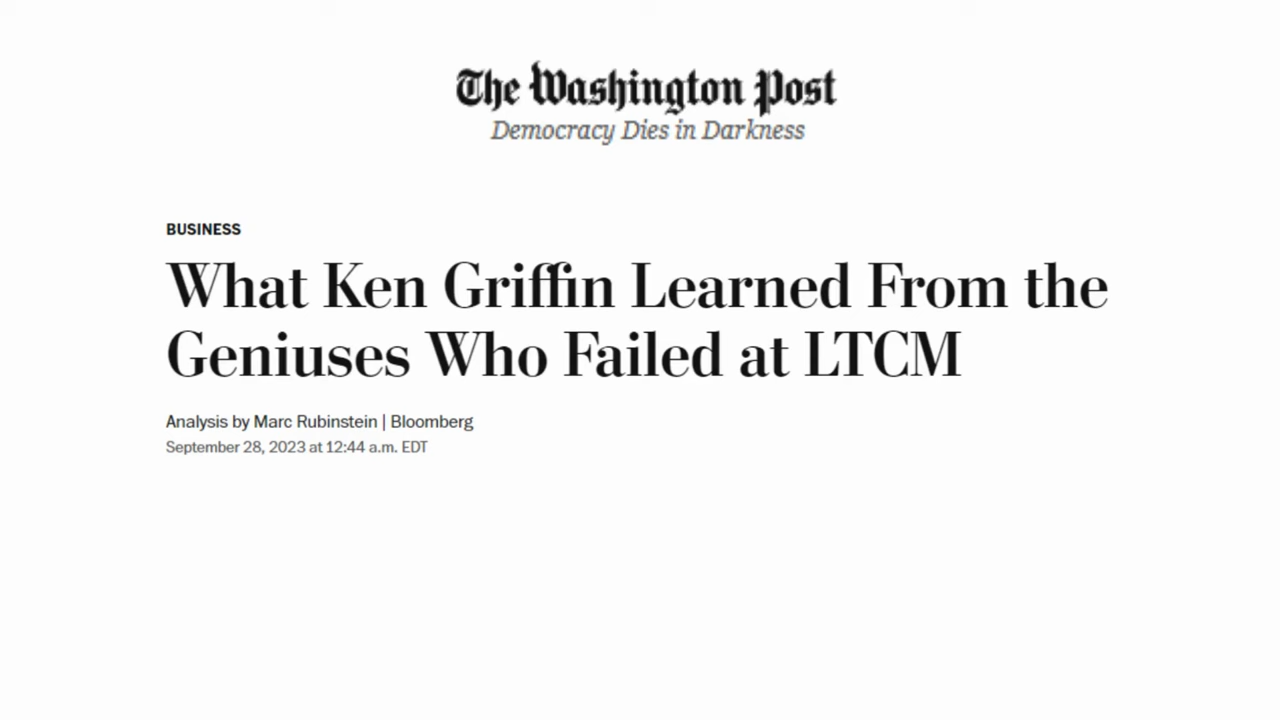 The Washington Post
Democracy Dies in Darkness
BUSINESS
What Ken Griffin Learned From the
Geniuses Who Failed at LTCM
Analysis by Marc Rubinstein | Bloomberg
September 28, 2023 at 12:44 a.m. EDT